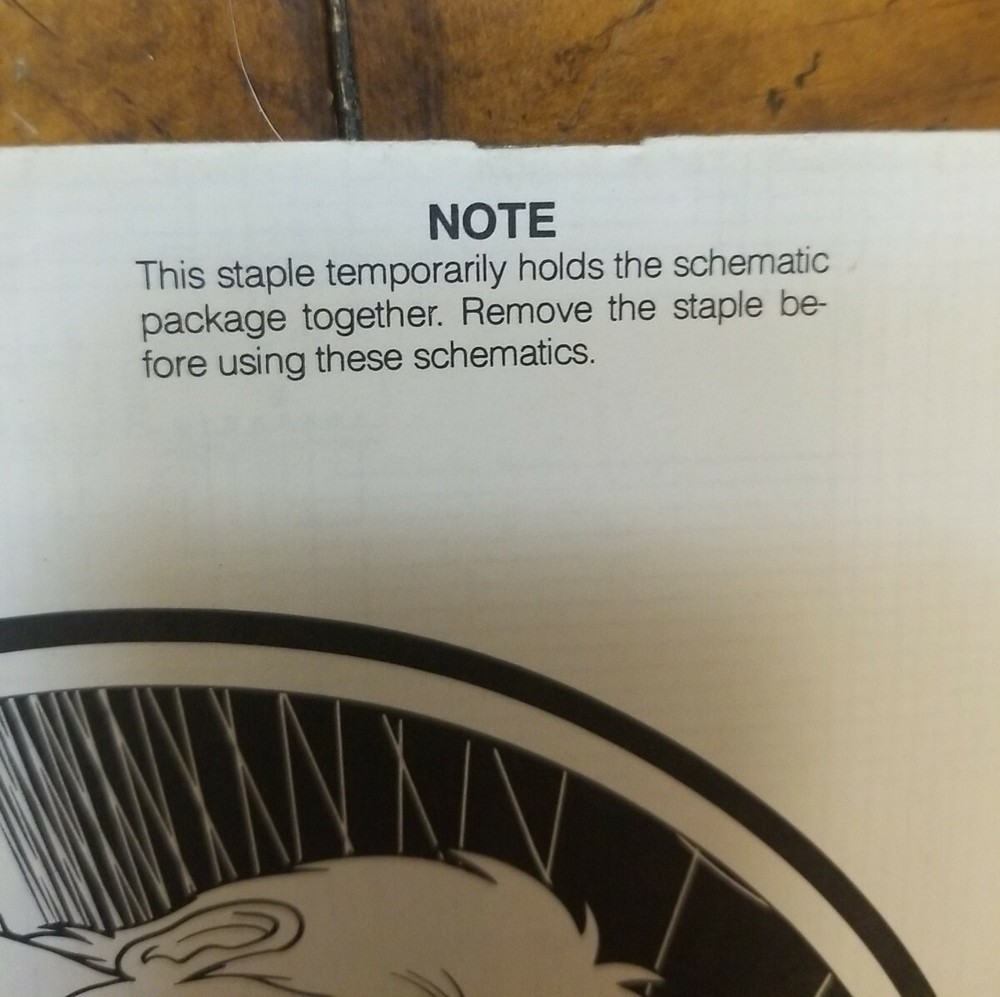 NOTE
This staple temporarily holds the schematic
package together. Remove the staple be-
fore using these schematics.